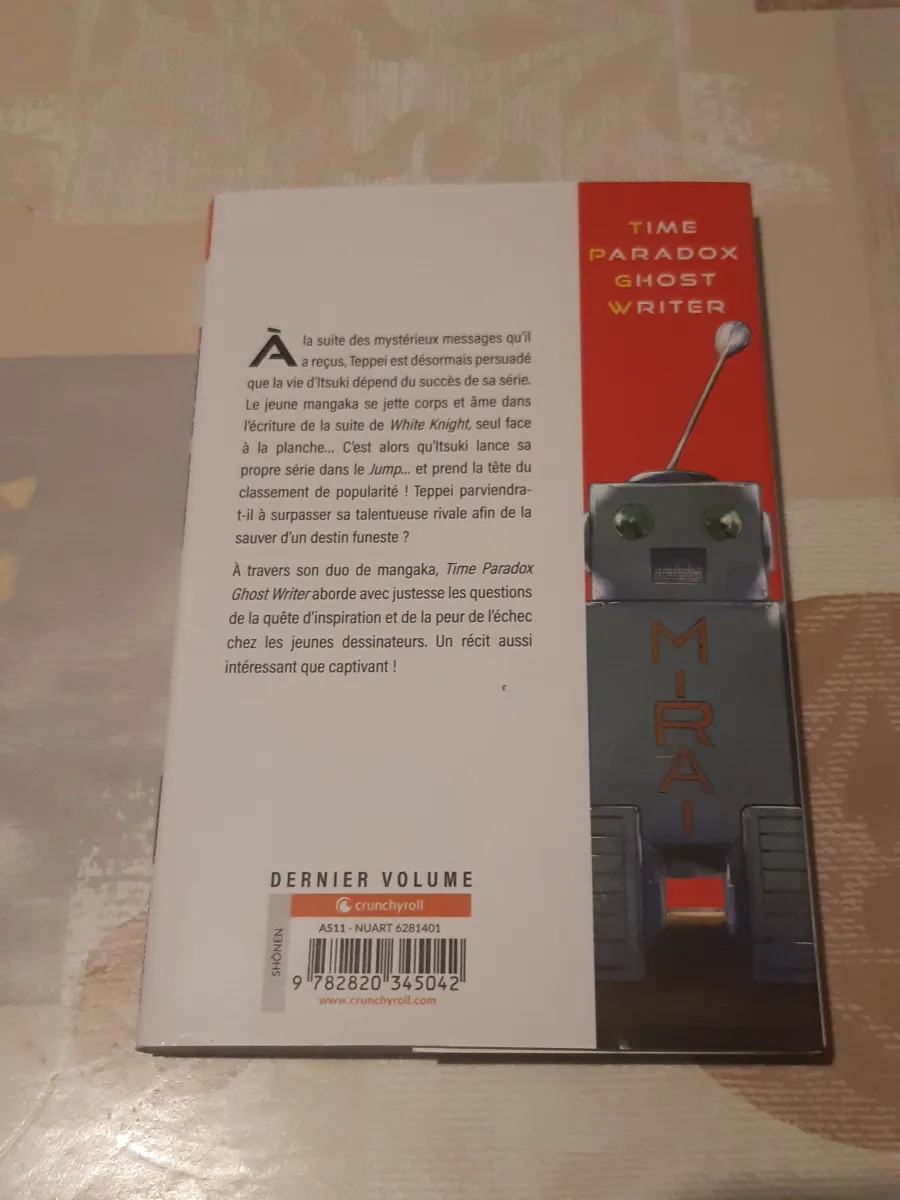 À la suite des mystérieux messages qu'il
a reçus, Teppei est désormais persuadé
que la vie d'Itsuki dépend du succès de sa série.
Le jeune mangaka se jette corps et âme dans
l'écriture de la suite de White Knight, seul face
à la planche... C'est alors qu'Itsuki lance sa
propre série dans le Jump... et prend la tête du
classement de popularité ! Teppei parviendra-
t-il à surpasser sa talentueuse rivale afin de la
sauver d'un destin funeste ?
À travers son duo de mangaka, Time Paradox
Ghost Writer aborde avec justesse les questions
de la quête d'inspiration et de la peur de l'échec
chez les jeunes dessinateurs. Un récit aussi
intéressant que captivant !
DERNIER VOLUME
crunchyroll
AS11 · NUART 6281401
SHÔNEN
9 782820 345042
www.crunchyroll.com
TIME
PARADOX
GHOST
WRITER
MIRAI